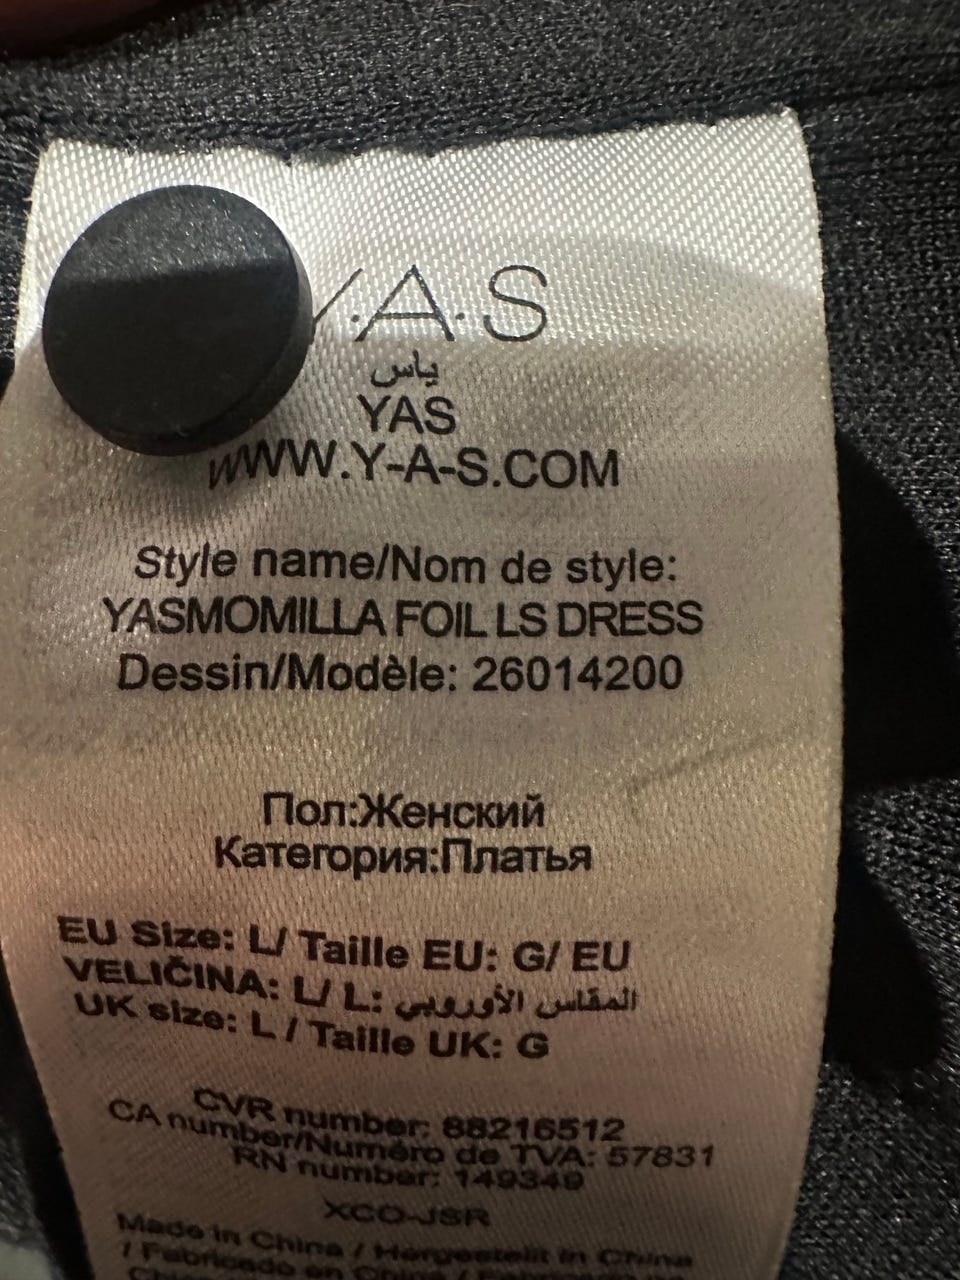 Y.A.S
ياس
YAS
WWW.Y-A-S.COM
Style name/Nom de style:
YASMOMILLA FOIL LS DRESS
Dessin/Modèle: 26014200
Пол:Женский
Категория:Платья
EU Size: L/ Taille EU: G/ EU
VELIČINA: L/ L: المقاس الأوروبي
UK size: L / Taille UK: G
CVR number: 88216512
CA number/Numéro de TVA: 57831
RN number: 149349
XCO-JSR
Made in China / Hergestellt in China
/ Fabricado en China / Fabriqué